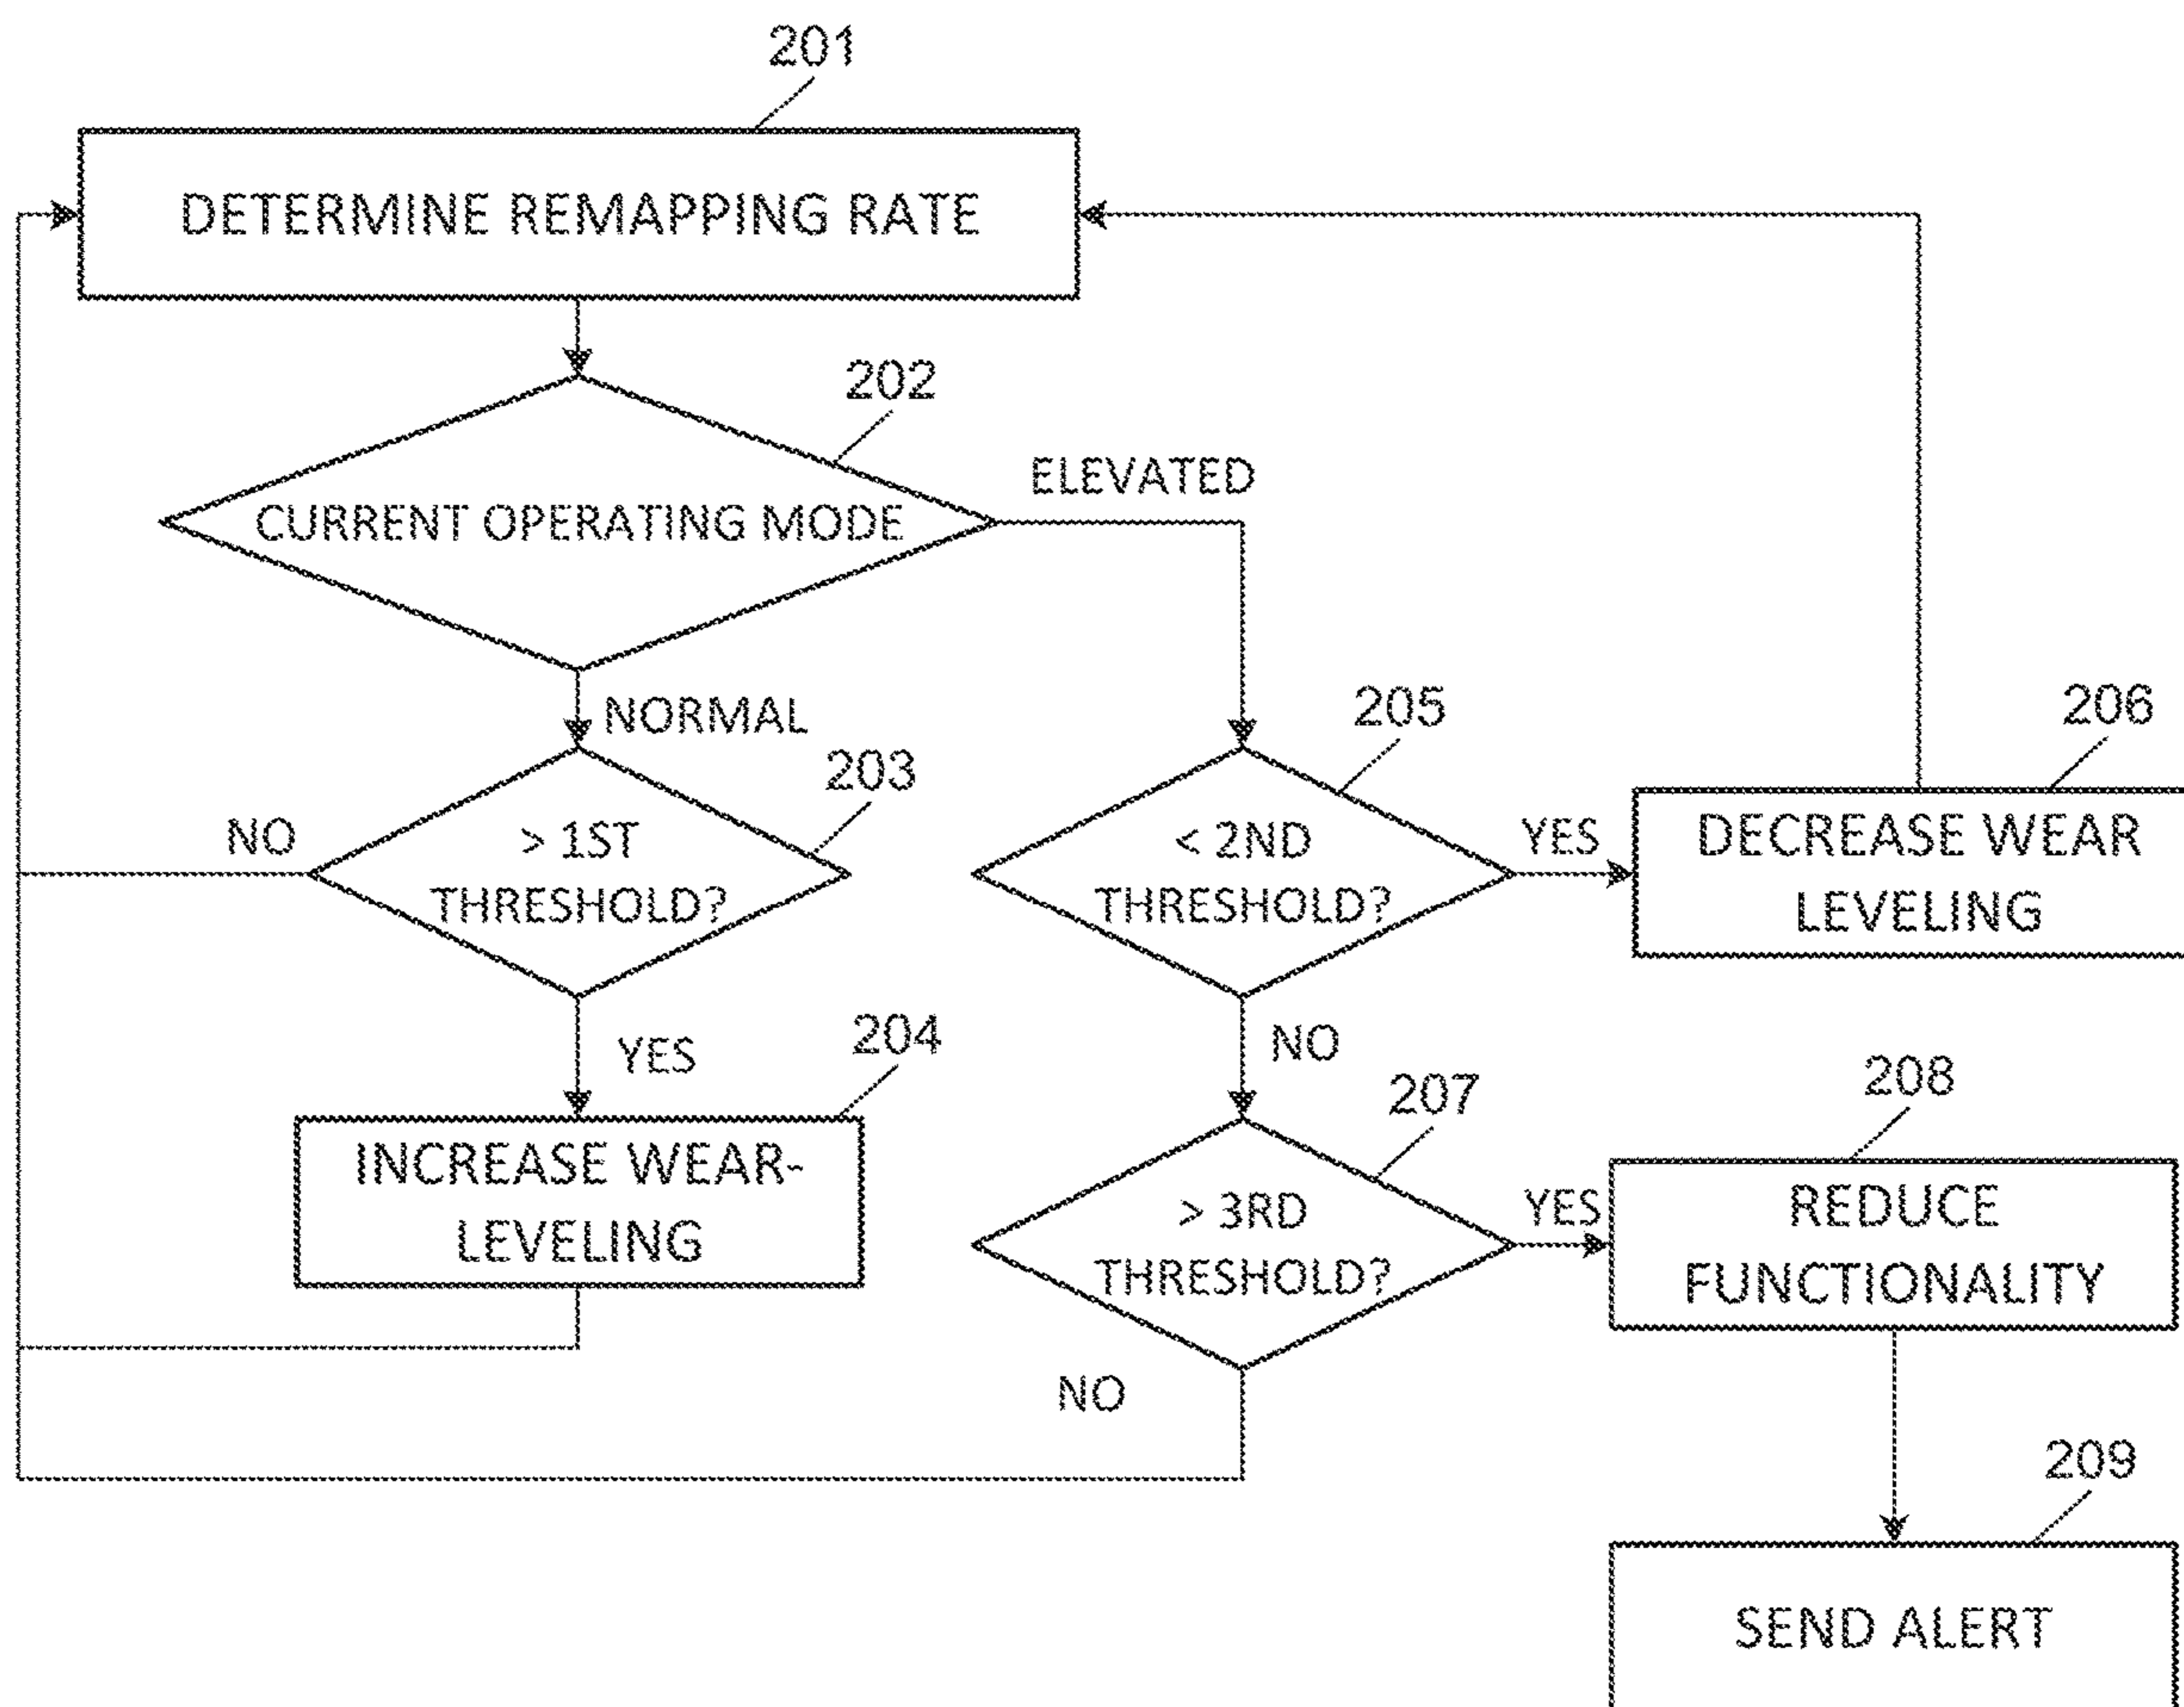 201
DETERMINE REMAPPING RATE
202
CURRENT OPERATING MODE
ELEVATED
NORMAL
203
> 1ST
THRESHOLD?
NO
YES
204
INCREASE WEAR-
LEVELING
205
< 2ND
THRESHOLD?
YES
206
DECREASE WEAR
LEVELING
NO
207
> 3RD
THRESHOLD?
YES
NO
208
REDUCE
FUNCTIONALITY
209
SEND ALERT